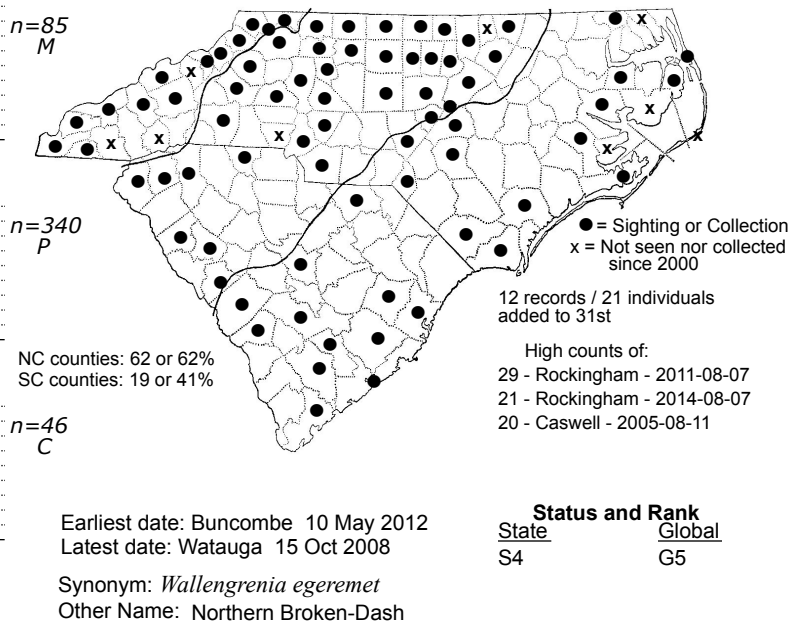 n=85
M
n=340
P
n=46
C
x
x
x
x
x
x
x
x
x
● = Sighting or Collection
x = Not seen nor collected
since 2000
12 records / 21 individuals
added to 31st
High counts of:
29 - Rockingham - 2011-08-07
21 - Rockingham - 2014-08-07
20 - Caswell - 2005-08-11
NC counties: 62 or 62%
SC counties: 19 or 41%
Earliest date: Buncombe 10 May 2012
Latest date: Watauga 15 Oct 2008
Synonym: Wallengrenia egeremet
Other Name: Northern Broken-Dash
Status and Rank
State Global
S4 G5